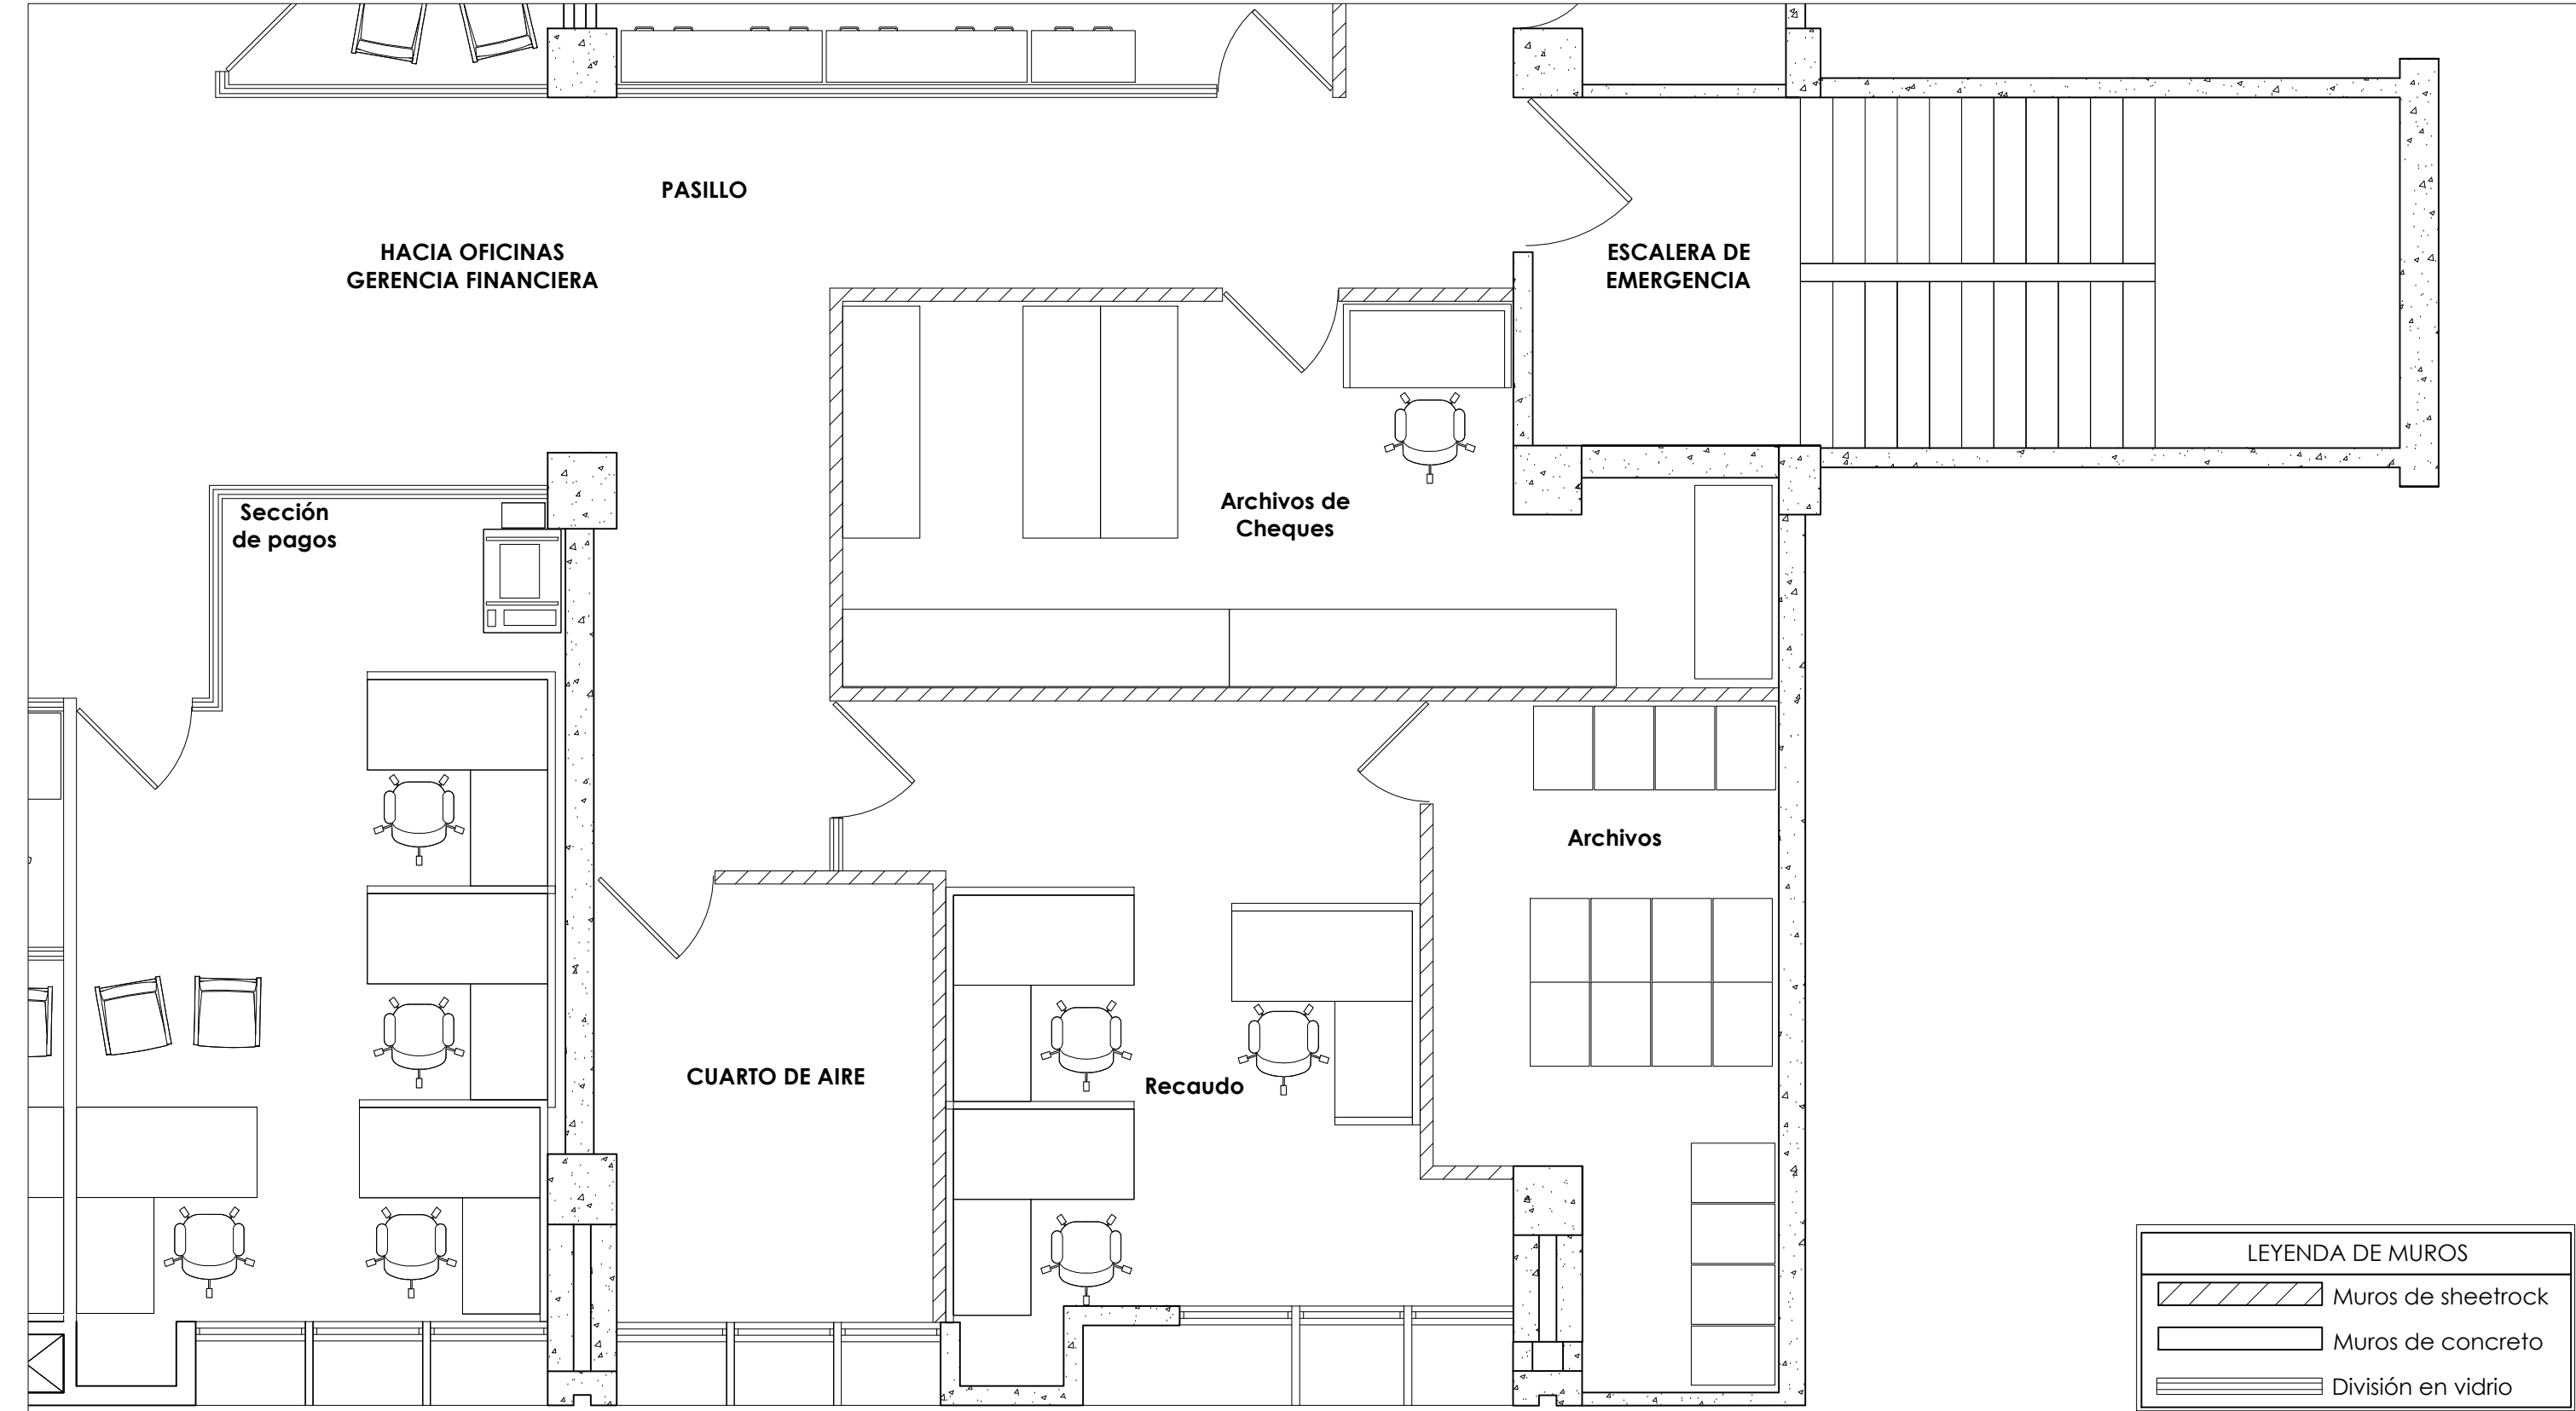 PASILLO
HACIA OFICINAS
GERENCIA FINANCIERA
ESCALERA DE
EMERGENCIA
Sección
de pagos
Archivos de
Cheques
Archivos
CUARTO DE AIRE
Recaudo
LEYENDA DE MUROS
Muros de sheetrock
Muros de concreto
División en vidrio